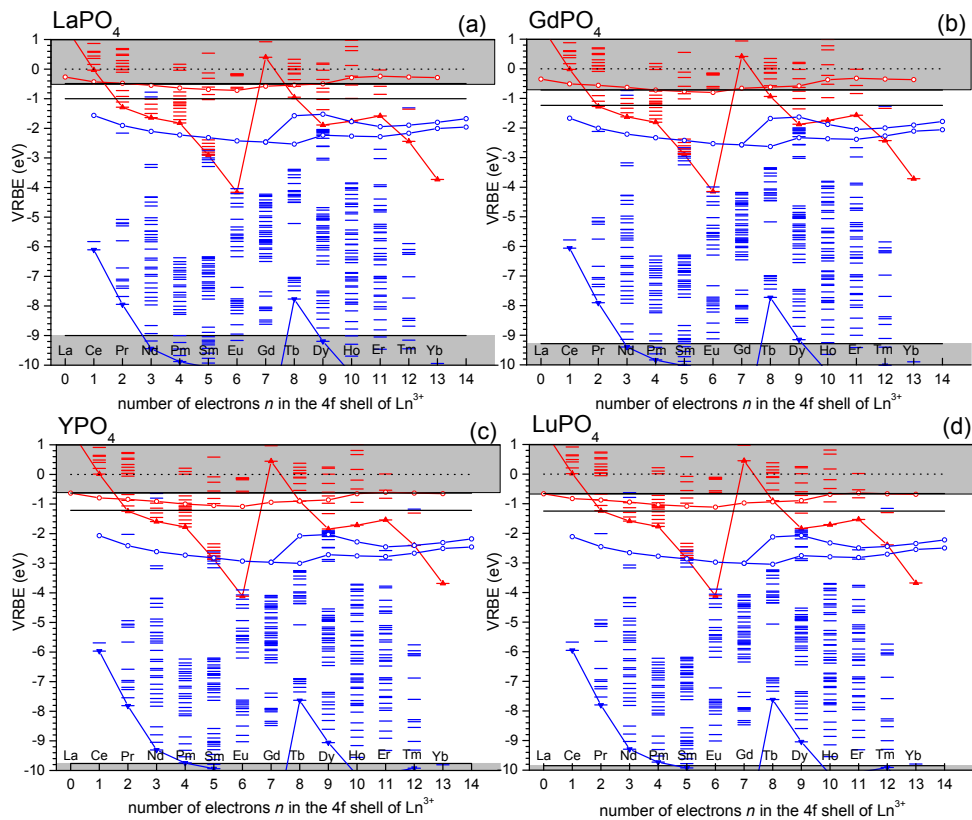 LaPO4
(a)
1
0
-1
-2
-3
-4
-5
-6
-7
-8
-9
-10
VRBE (eV)
La Ce Pr Nd Pm Sm Eu Gd Tb Dy Ho Er Tm Yb
0 1 2 3 4 5 6 7 8 9 10 11 12 13 14
number of electrons n in the 4f shell of Ln3+
GdPO4
(b)
1
0
-1
-2
-3
-4
-5
-6
-7
-8
-9
-10
VRBE (eV)
La Ce Pr Nd Pm Sm Eu Gd Tb Dy Ho Er Tm Yb
0 1 2 3 4 5 6 7 8 9 10 11 12 13 14
number of electrons n in the 4f shell of Ln3+
YPO4
(c)
1
0
-1
-2
-3
-4
-5
-6
-7
-8
-9
-10
VRBE (eV)
La Ce Pr Nd Pm Sm Eu Gd Tb Dy Ho Er Tm Yb
0 1 2 3 4 5 6 7 8 9 10 11 12 13 14
number of electrons n in the 4f shell of Ln3+
LuPO4
(d)
1
0
-1
-2
-3
-4
-5
-6
-7
-8
-9
-10
VRBE (eV)
La Ce Pr Nd Pm Sm Eu Gd Tb Dy Ho Er Tm Yb
0 1 2 3 4 5 6 7 8 9 10 11 12 13 14
number of electrons n in the 4f shell of Ln3+